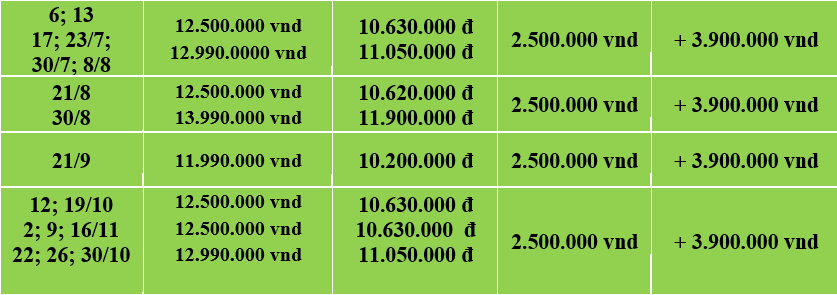 6; 13
17; 23/7;
30/7; 8/8
12.500.000 vnd
12.990.0000 vnd
10.630.000 đ
11.050.000 đ
2.500.000 vnd
+ 3.900.000 vnd
21/8
30/8
12.500.000 vnd
13.990.000 vnd
10.620.000 đ
11.900.000 đ
2.500.000 vnd
+ 3.900.000 vnd
21/9
11.990.000 vnd
10.200.000 đ
2.500.000 vnd
+ 3.900.000 vnd
12; 19/10
2; 9; 16/11
22; 26; 30/10
12.500.000 vnd
12.500.000 vnd
12.990.000 vnd
10.630.000 đ
10.630.000 đ
11.050.000 đ
2.500.000 vnd
+ 3.900.000 vnd